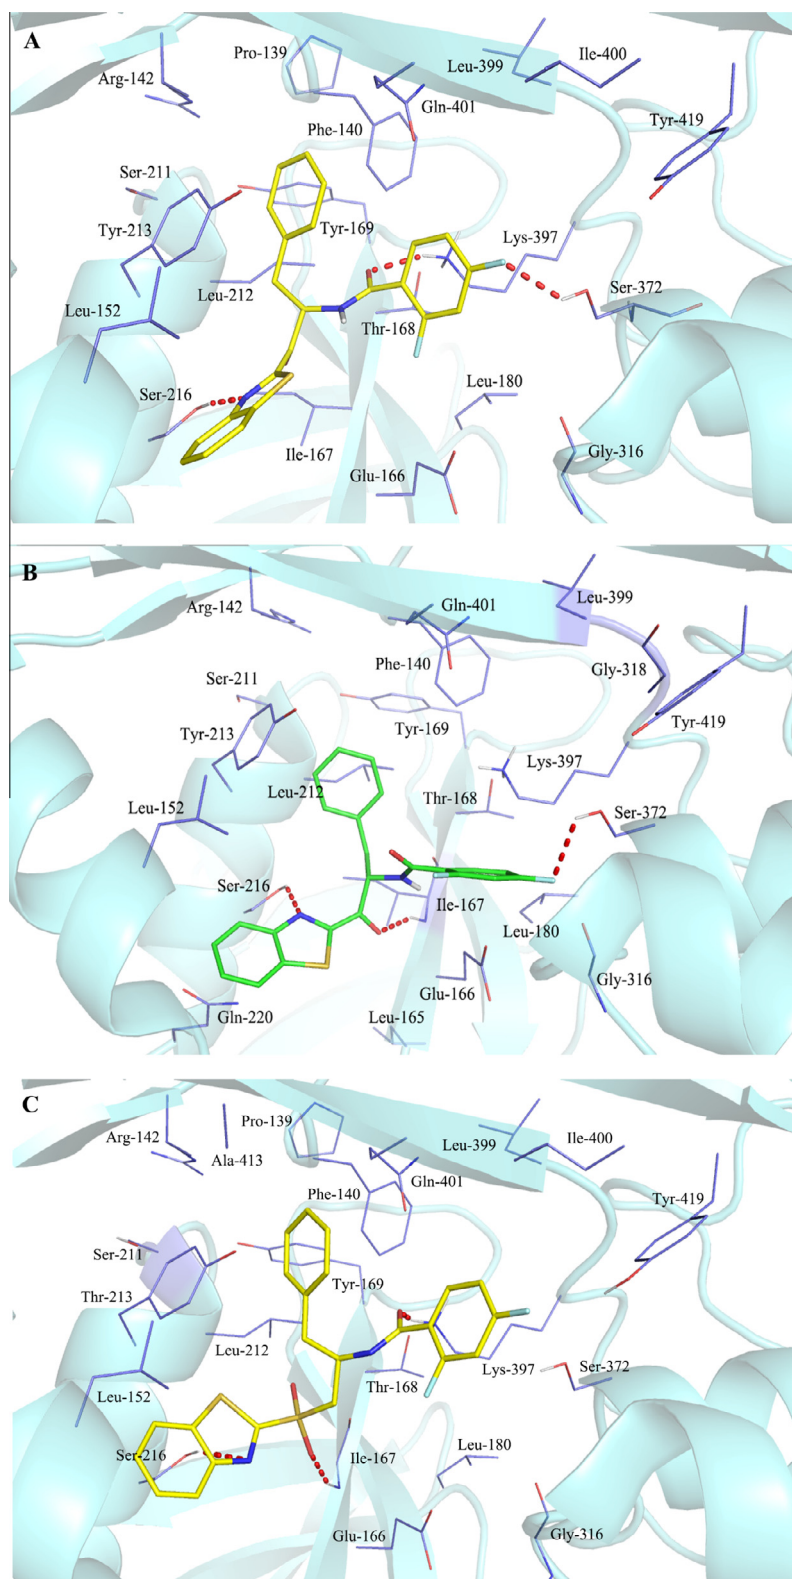 A
Pro-139
Leu-399
Ile-400
Arg-142
Gln-401
Tyr-419
Phe-140
Ser-211
Tyr-213
Tyr-169
Lys-397
Leu-212
Ser-372
Leu-152
Thr-168
Leu-180
Ser-216
Ile-167
Gly-316
Glu-166
B
Leu-399
Arg-142
Gln-401
Phe-140
Gly-318
Ser-211
Tyr-419
Tyr-213
Tyr-169
Lys-397
Leu-212
Thr-168
Leu-152
Ser-372
Ser-216
Ile-167
Leu-180
Glu-166
Gly-316
Gln-220
Leu-165
C
Pro-139
Arg-142
Leu-399
Ile-400
Ala-413
Gln-401
Phe-140
Tyr-419
Ser-211
Tyr-169
Thr-213
Leu-212
Lys-397
Ser-372
Thr-168
Leu-152
Leu-180
Ser-216
Ile-167
Glu-166
Gly-316